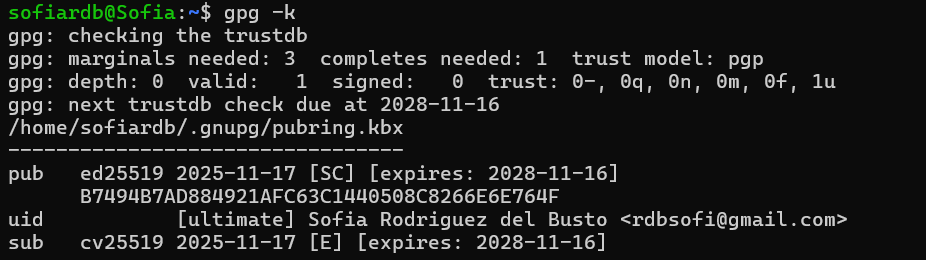 sofiardb@Sofia:~$ gpg -k
gpg: checking the trustdb
gpg: marginals needed: 3  completes needed: 1  trust model: pgp
gpg: depth: 0  valid:   1  signed:   0  trust: 0-, 0q, 0n, 0m, 0f, 1u
gpg: next trustdb check due at 2028-11-16
/home/sofiardb/.gnupg/pubring.kbx
---------------------------------
pub   ed25519 2025-11-17 [SC] [expires: 2028-11-16]
      B7494B7AD884921AFC63C1440508C8266E6E764F
uid           [ultimate] Sofia Rodriguez del Busto <rdbsofi@gmail.com>
sub   cv25519 2025-11-17 [E] [expires: 2028-11-16]